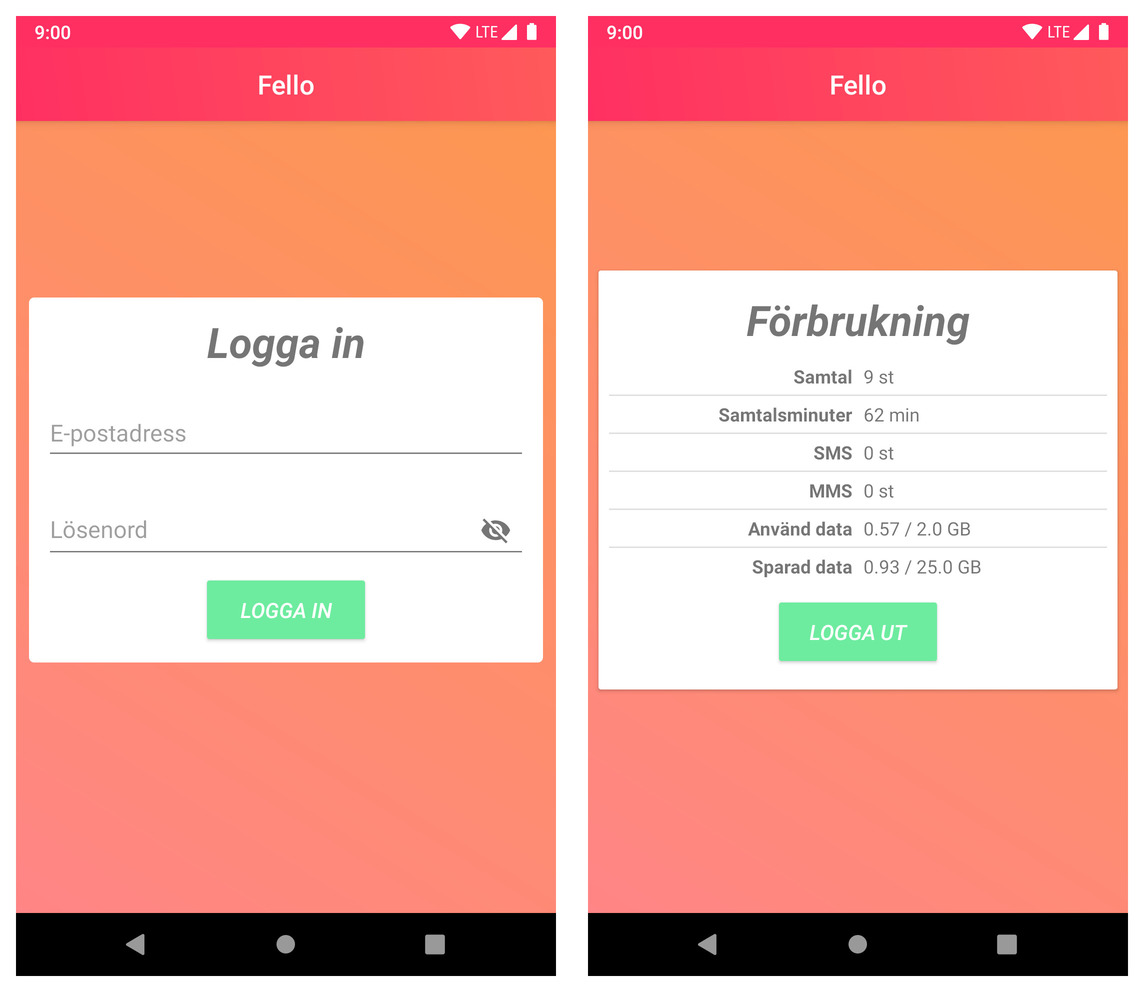 9:00 LTE
Fello
Logga in
E-postadress
Lösenord
LOGGA IN
9:00 LTE
Fello
Förbrukning
Samtal 9 st
Samtalsminuter 62 min
SMS 0 st
MMS 0 st
Använd data 0.57 / 2.0 GB
Sparad data 0.93 / 25.0 GB
LOGGA UT